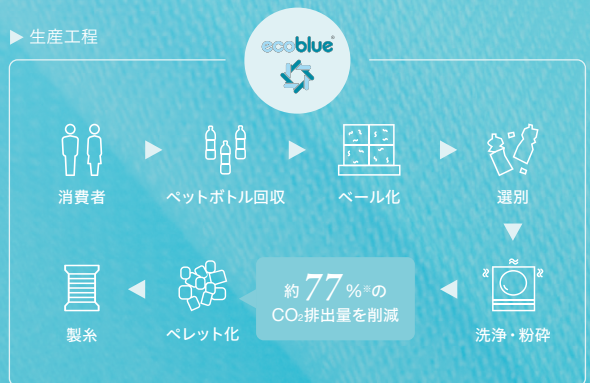 ▶ 生産工程
ecoblue®
消費者
ペットボトル回収
ベール化
選別
洗浄・粉砕
約77%※の
CO₂排出量を削減
ペレット化
製糸